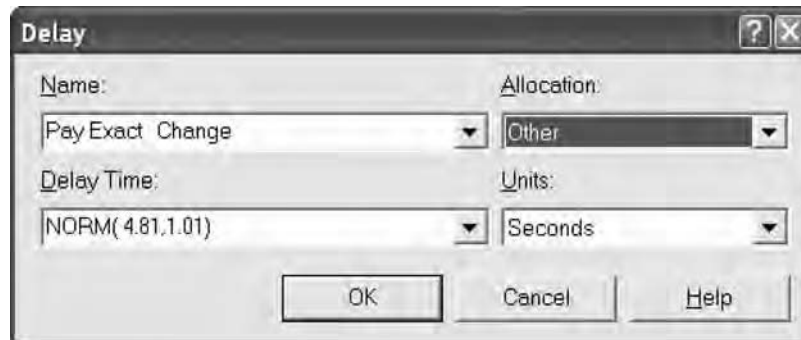 Delay
Name: Allocation:
Pay Exact Change Other
Delay Time: Units:
NORM( 4.81,1.01) Seconds
OK Cancel Help